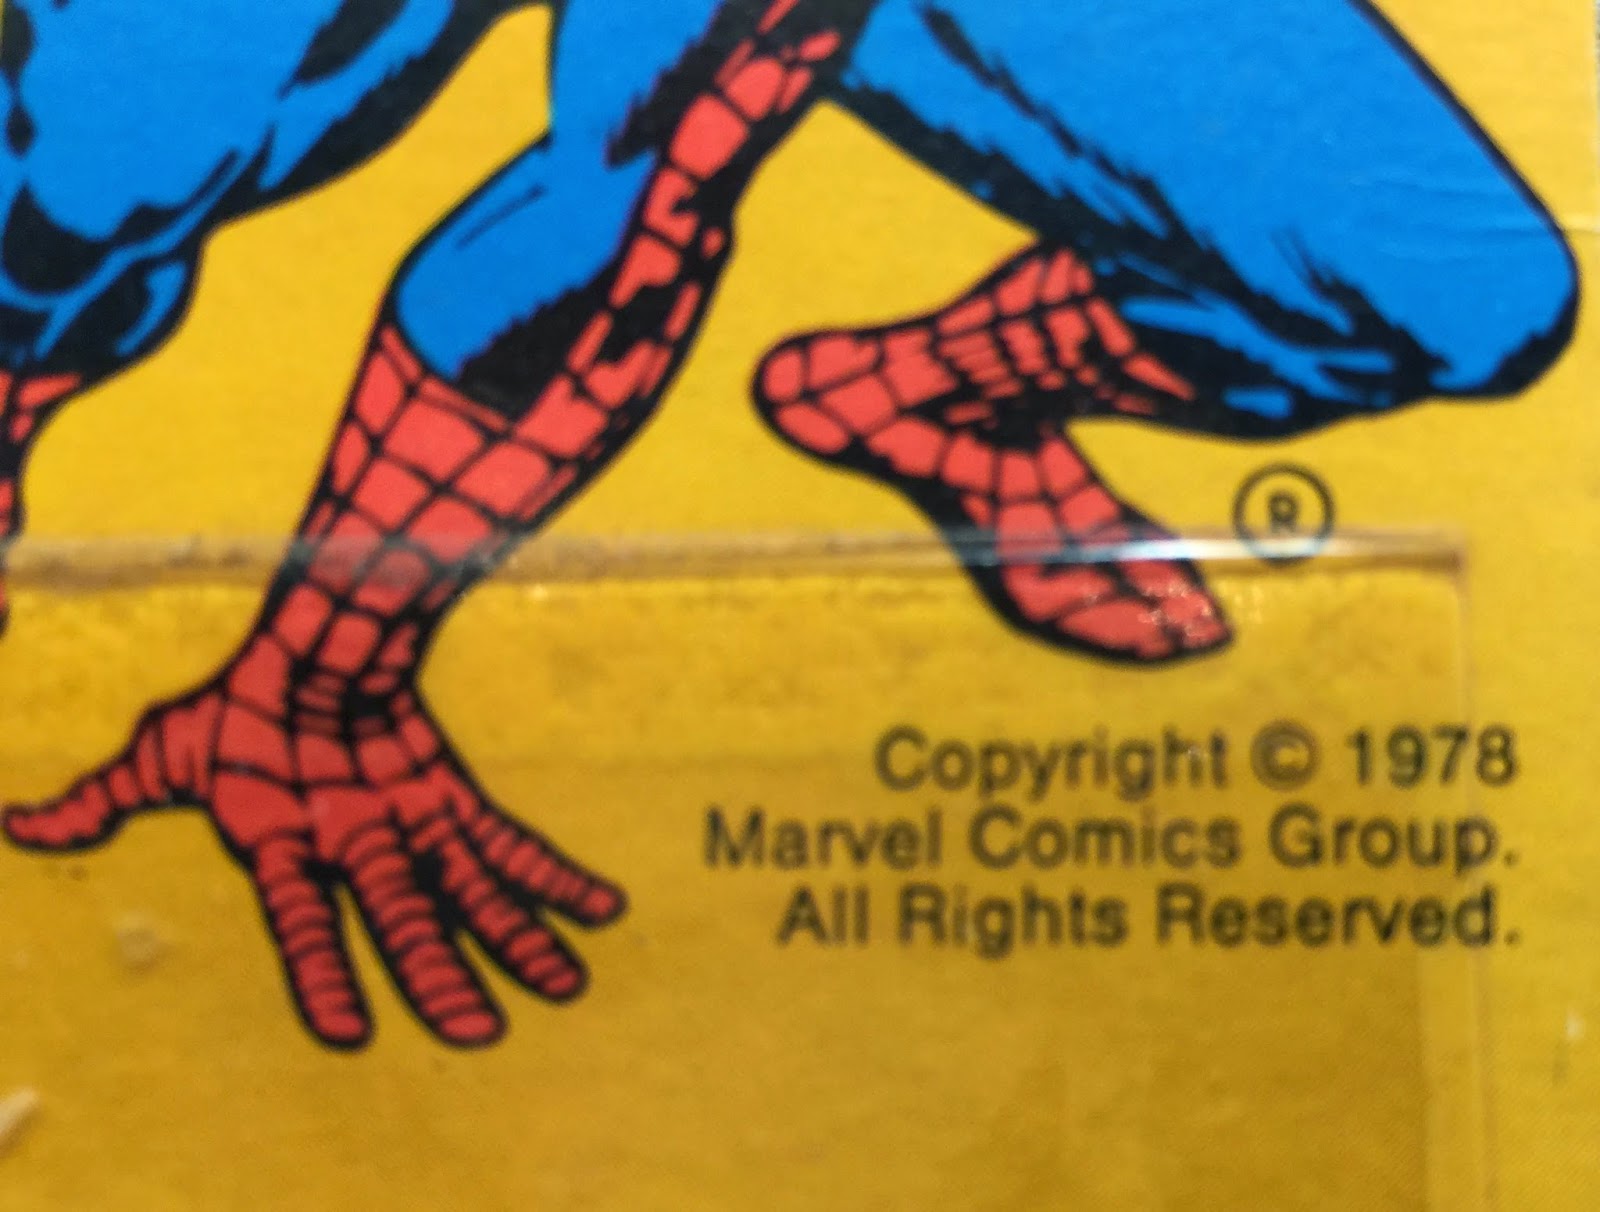 ®
Copyright © 1978
Marvel Comics Group.
All Rights Reserved.